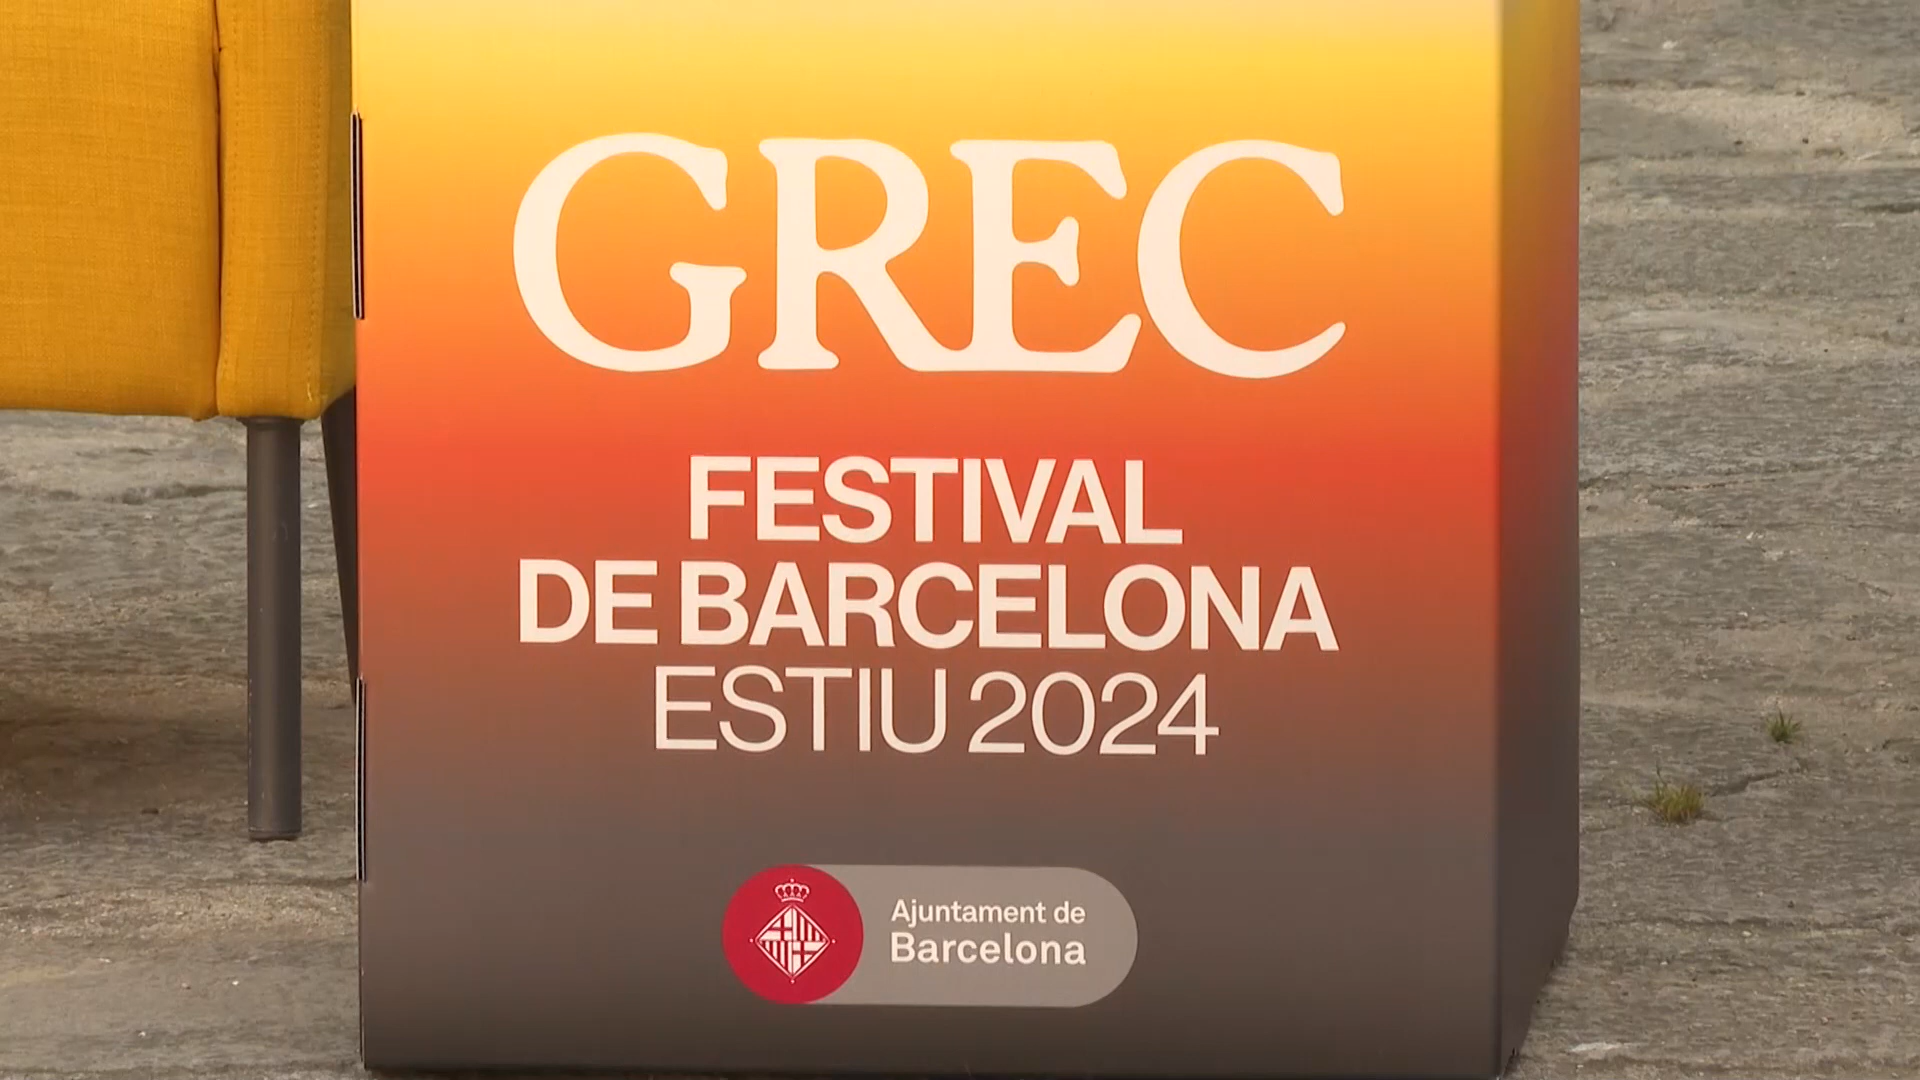 GREC
FESTIVAL
DE BARCELONA
ESTIU 2024
Ajuntament de
Barcelona